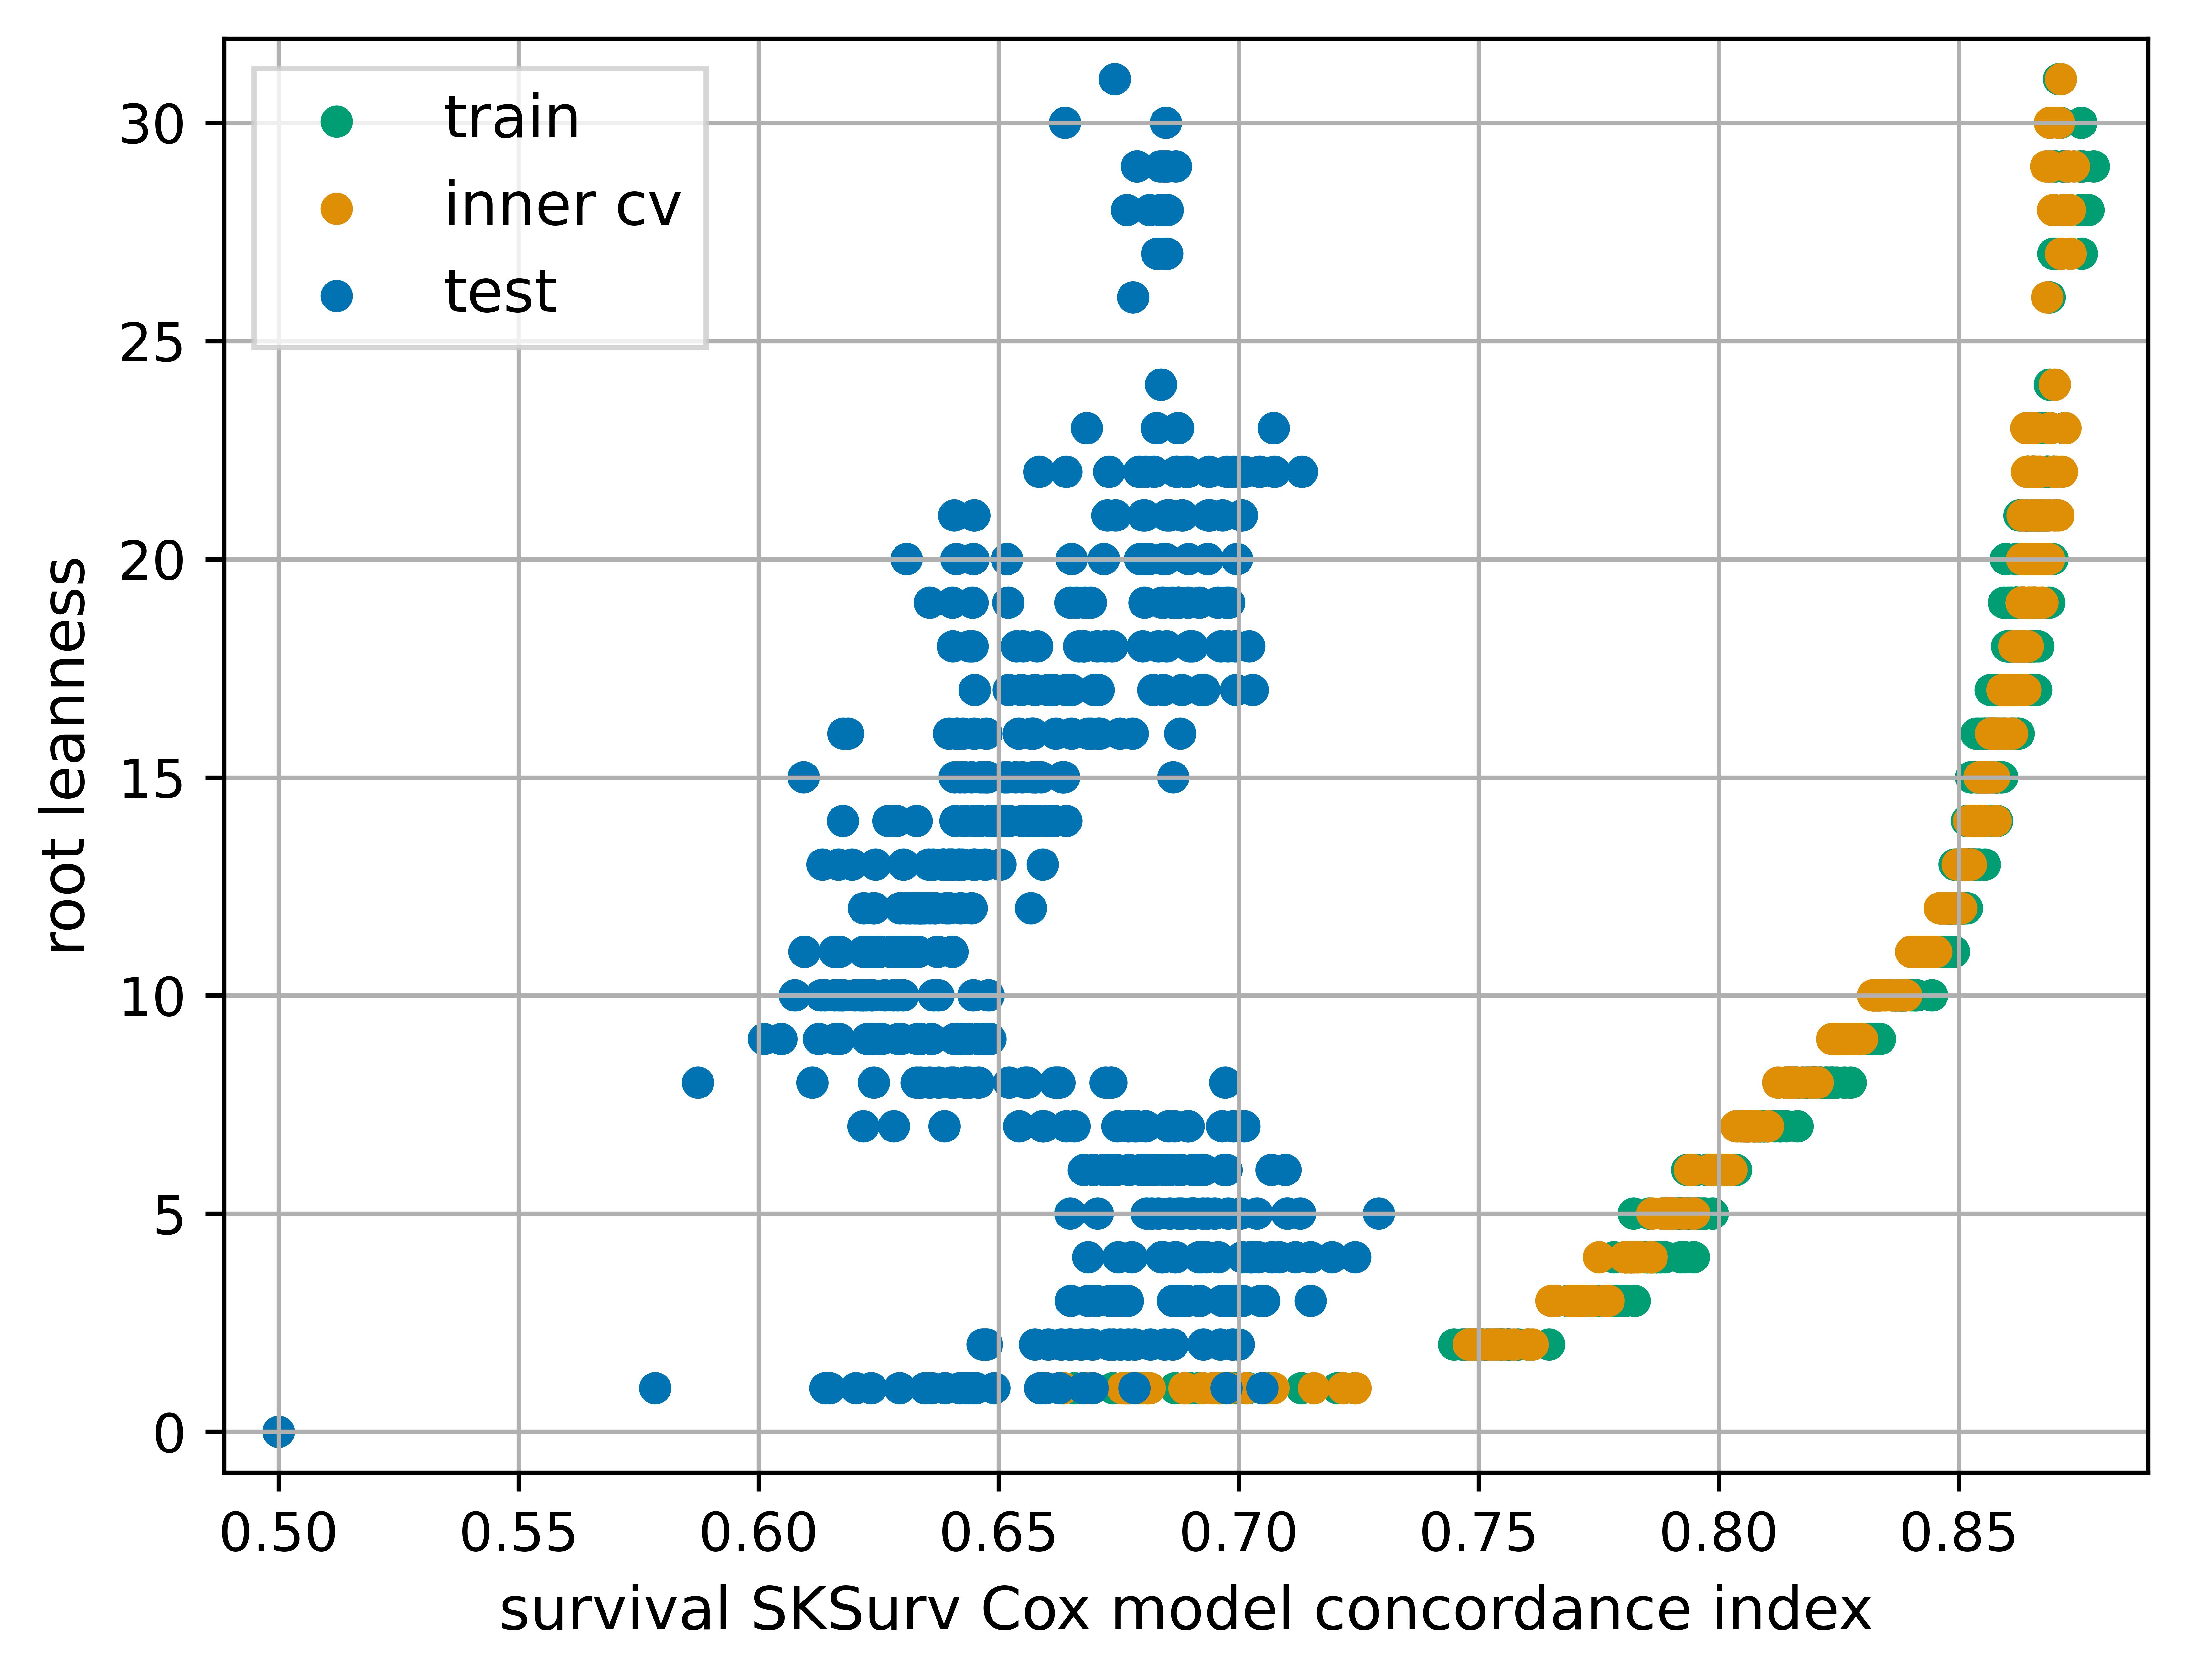 train
inner cv
test
30
25
20
15
10
5
0
root leanness
0.50 0.55 0.60 0.65 0.70 0.75 0.80 0.85
survival SKSurv Cox model concordance index